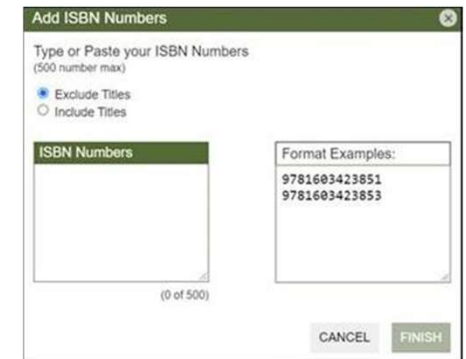 Add ISBN Numbers
Type or Paste your ISBN Numbers
(500 number max)
Exclude Titles
Include Titles
ISBN Numbers
(0 of 500)
Format Examples:
9781603423851
9781603423853
CANCEL
FINISH